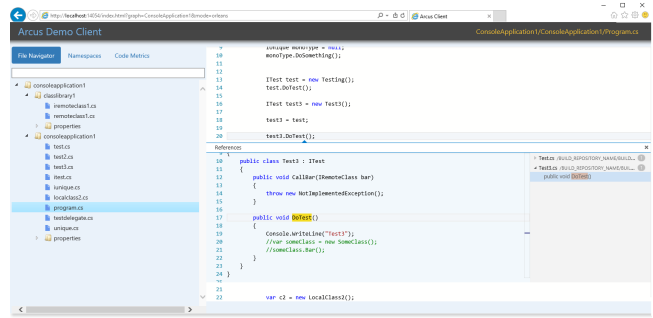 http://localhost:14054/index.html?graph=ConsoleApplication1&mode=orleans
Arcus Client
Arcus Demo Client
ConsoleApplication1/ConsoleApplication1/Program.cs
File Navigator
Namespaces
Code Metrics
consoleapplication1
classlibrary1
iremoteclass1.cs
remoteclass1.cs
properties
consoleapplication1
test.cs
test2.cs
test3.cs
itest.cs
iunique.cs
localclass2.cs
program.cs
testdelegate.cs
unique.cs
properties
9 IUnique monoType = null;
10 monoType.DoSomething();
11
12
13 ITest test = new Testing();
14 test.DoTest();
15
16 ITest test3 = new Test3();
17
18 test3 = test;
19
20 test3.DoTest();
References
9 {
10 public class Test3 : ITest
11 {
12 public void CallBar(IRemoteClass bar)
13 {
14 throw new NotImplementedException();
15 }
16
17 public void DoTest()
18 {
19 Console.WriteLine("Test3");
20 //var someClass = new SomeClass();
21 //someClass.Bar();
22 }
23 }
24 }
Test.cs /BUILD_REPOSITORY_NAME/BUILD...
Test3.cs /BUILD_REPOSITORY_NAME/BUIL...
public void DoTest()
21
22 var c2 = new LocalClass2();